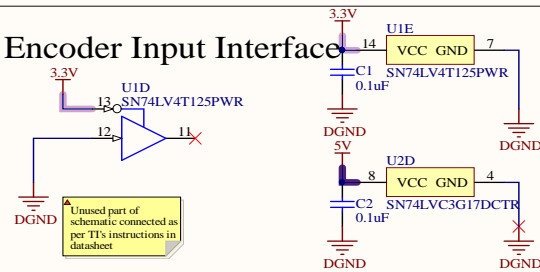 Encoder Input Interface
3.3V
U1D
13 SN74LV4T125PWR
12
11
DGND
Unused part of
schematic connected as
per TI's instructions in
datasheet
3.3V
U1E
14 VCC GND 7
SN74LV4T125PWR
C1
0.1uF
DGND
DGND
5V
U2D
8 VCC GND 4
SN74LVC3G17DCTR
C2
0.1uF
DGND
DGND